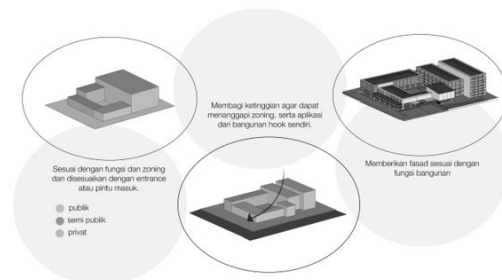 Membagi ketinggian agar dapat
menanggapi zoning, serta aplikasi
dari bangunan hook sendiri.
Sesuai dengan fungsi dan zoning
dan disesuaikan dengan entrance
atau pintu masuk.
publik
semi publik
privat
Memberikan fasad sesuai dengan
fungsi bangunan